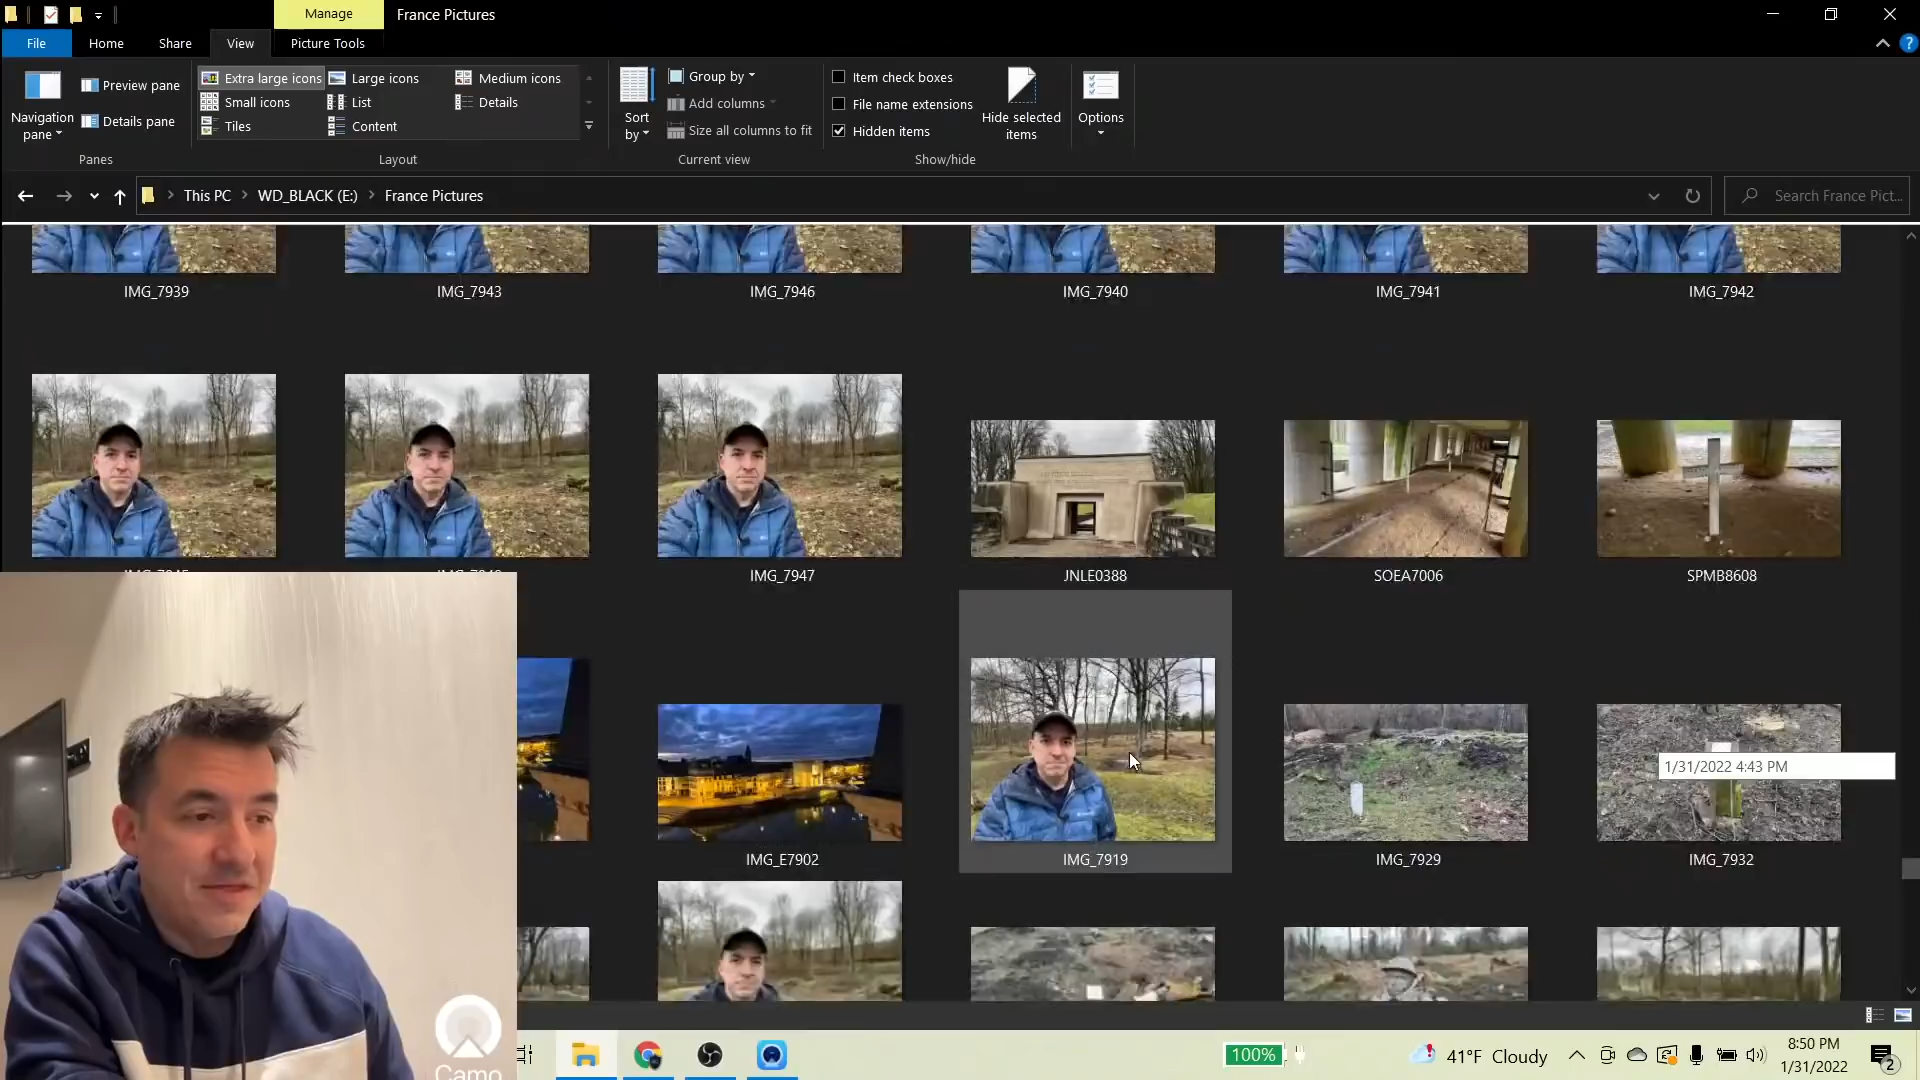 Manage
France Pictures
File
Home
Share
View
Picture Tools
Navigation pane
Preview pane
Details pane
Panes
Extra large icons
Large icons
Medium icons
Small icons
List
Details
Tiles
Content
Layout
Sort by
Group by
Add columns
Size all columns to fit
Current view
Item check boxes
File name extensions
Hidden items
Hide selected items
Show/hide
Options
This PC
WD_BLACK (E:)
France Pictures
Search France Pict...
IMG_7939
IMG_7943
IMG_7946
IMG_7940
IMG_7941
IMG_7942
IMG_7947
JNLE0388
SOEA7006
SPMB8608
IMG_E7902
IMG_7919
IMG_7929
IMG_7932
1/31/2022 4:43 PM
Camo
100%
41°F Cloudy
8:50 PM
1/31/2022
2